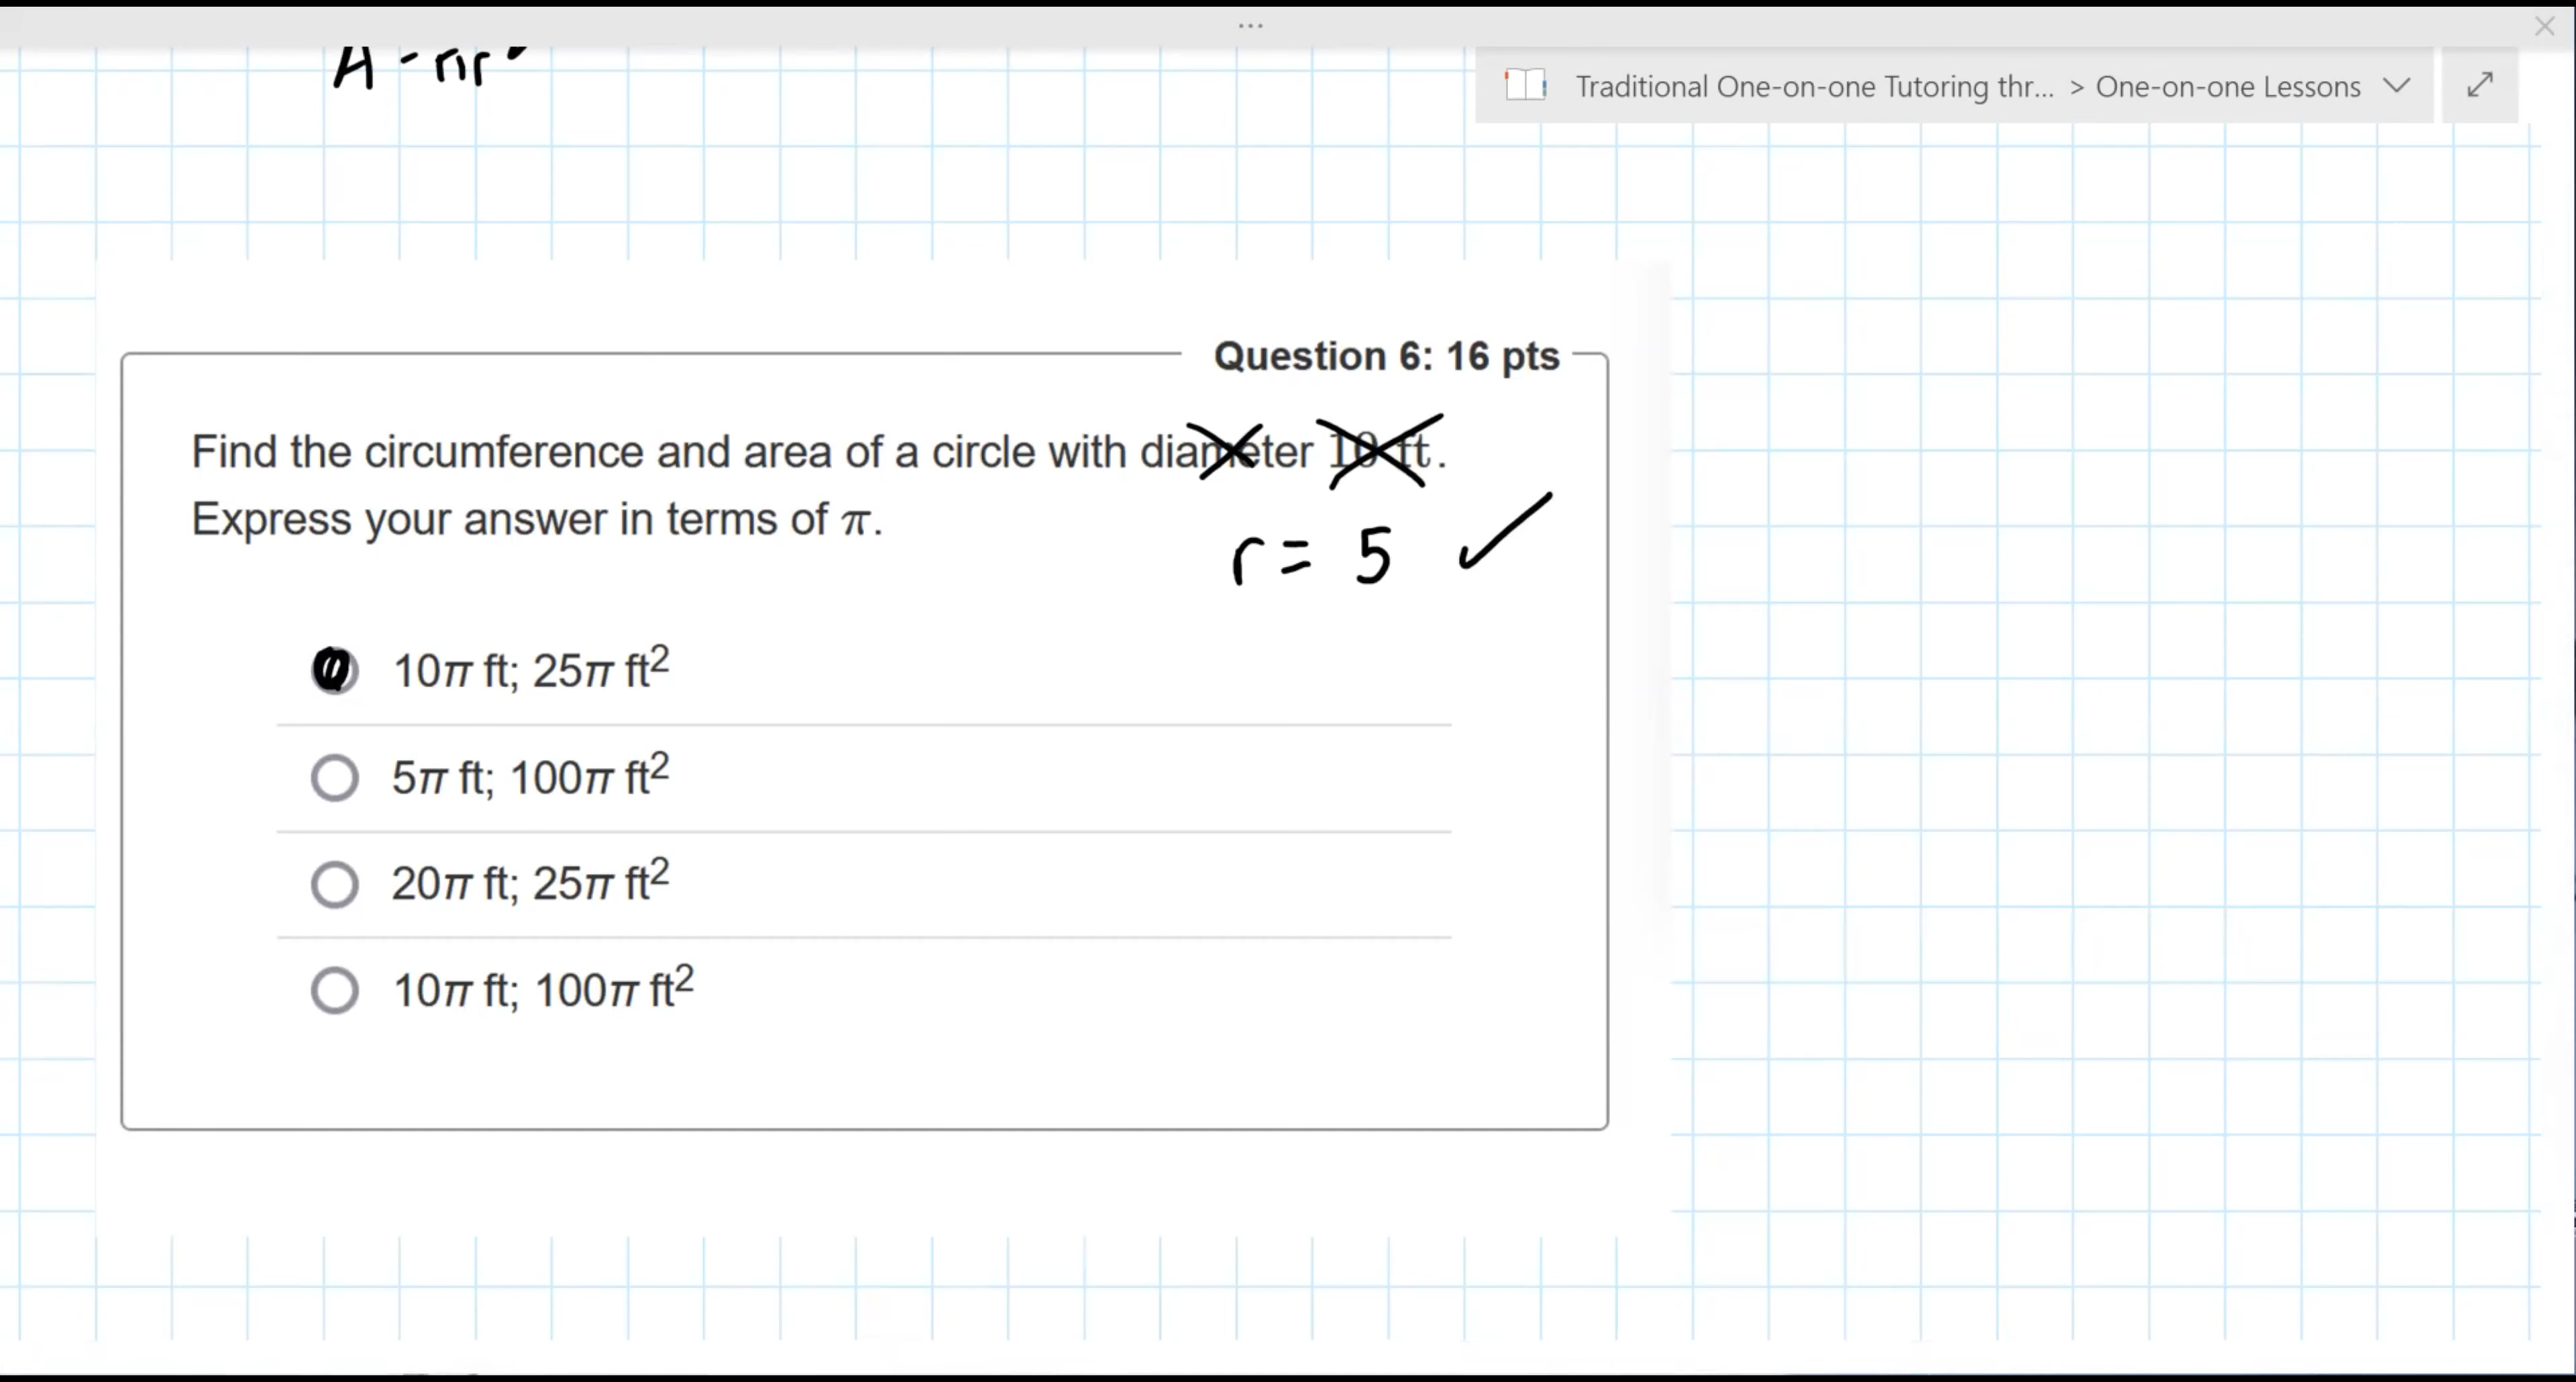 ...
A = πr
Traditional One-on-one Tutoring thr... > One-on-one Lessons
Question 6: 16 pts
Find the circumference and area of a circle with diameter 10 ft.
Express your answer in terms of π.
r = 5 ✓
10π ft; 25π ft²
5π ft; 100π ft²
20π ft; 25π ft²
10π ft; 100π ft²